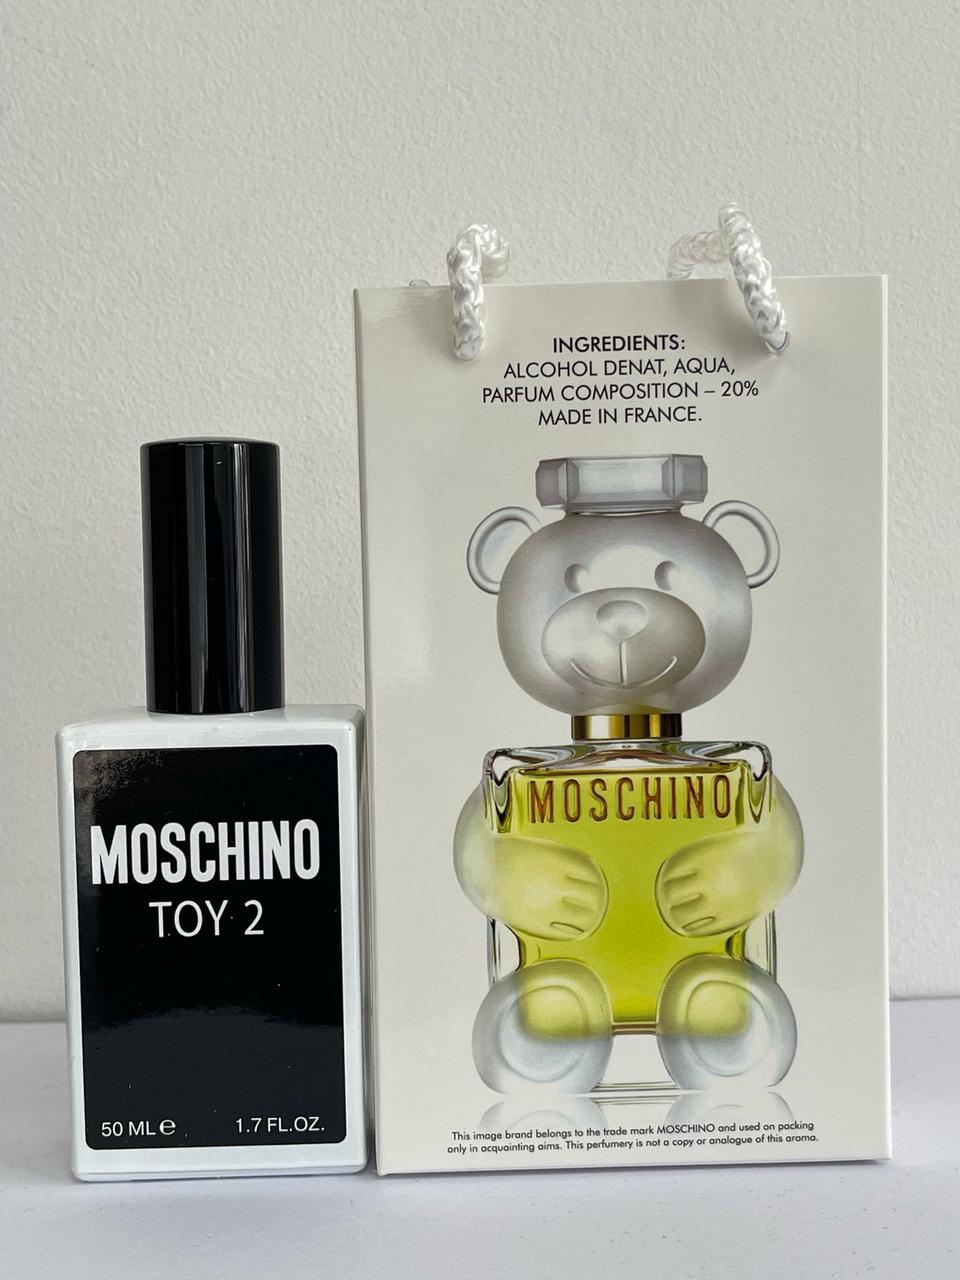 MOSCHINO
TOY 2
50 ML ℮ 1.7 FL.OZ.
INGREDIENTS:
ALCOHOL DENAT, AQUA,
PARFUM COMPOSITION – 20%
MADE IN FRANCE.
MOSCHINO
This image brand belongs to the trade mark MOSCHINO and used on packing
only in acquainting aims. This perfumery is not a copy or analogue of this aroma.